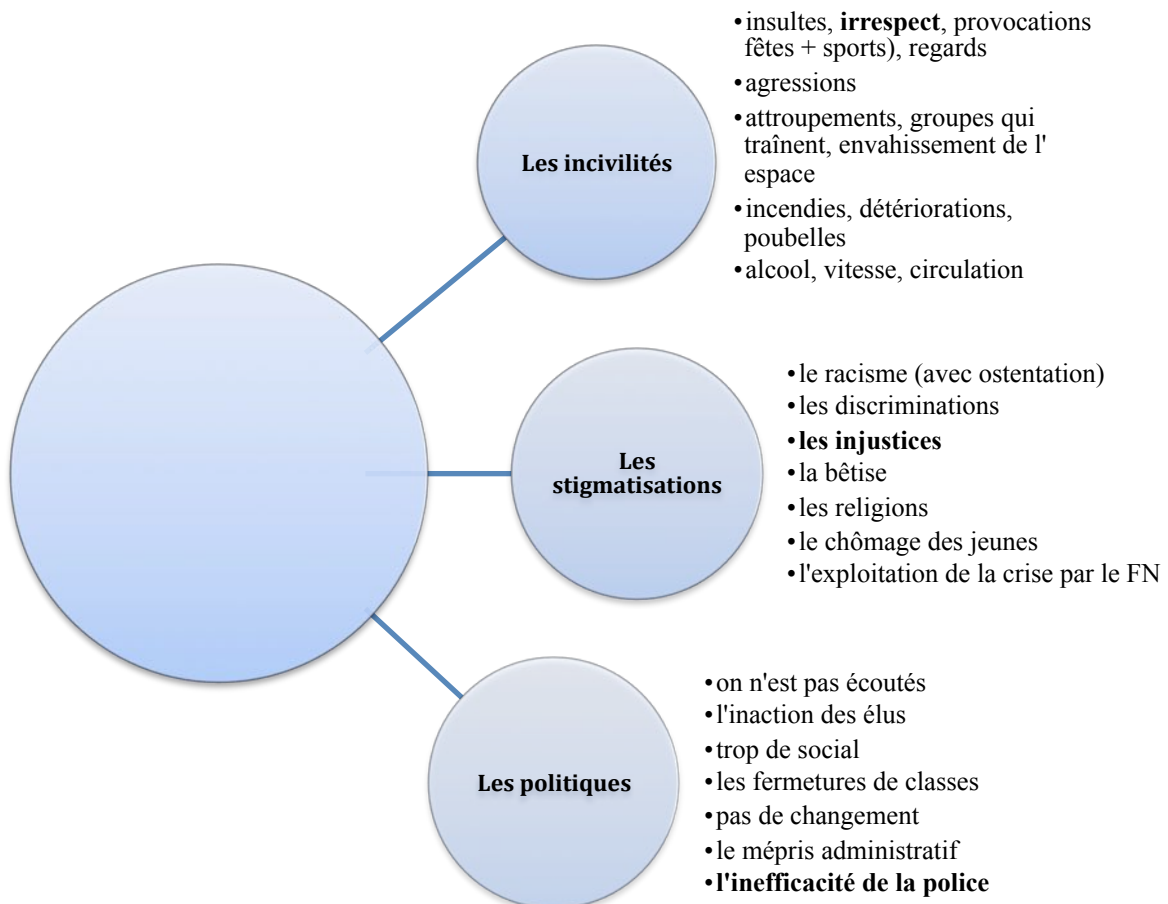 •insultes, irrespect, provocations
fêtes + sports), regards
•agressions
•attroupements, groupes qui
traînent, envahissement de l'
espace
•incendies, détériorations,
poubelles
•alcool, vitesse, circulation
Les incivilités
•le racisme (avec ostentation)
•les discriminations
•les injustices
•la bêtise
•les religions
•le chômage des jeunes
•l'exploitation de la crise par le FN
Les
stigmatisations
•on n'est pas écoutés
•l'inaction des élus
•trop de social
•les fermetures de classes
•pas de changement
•le mépris administratif
•l'inefficacité de la police
Les politiques